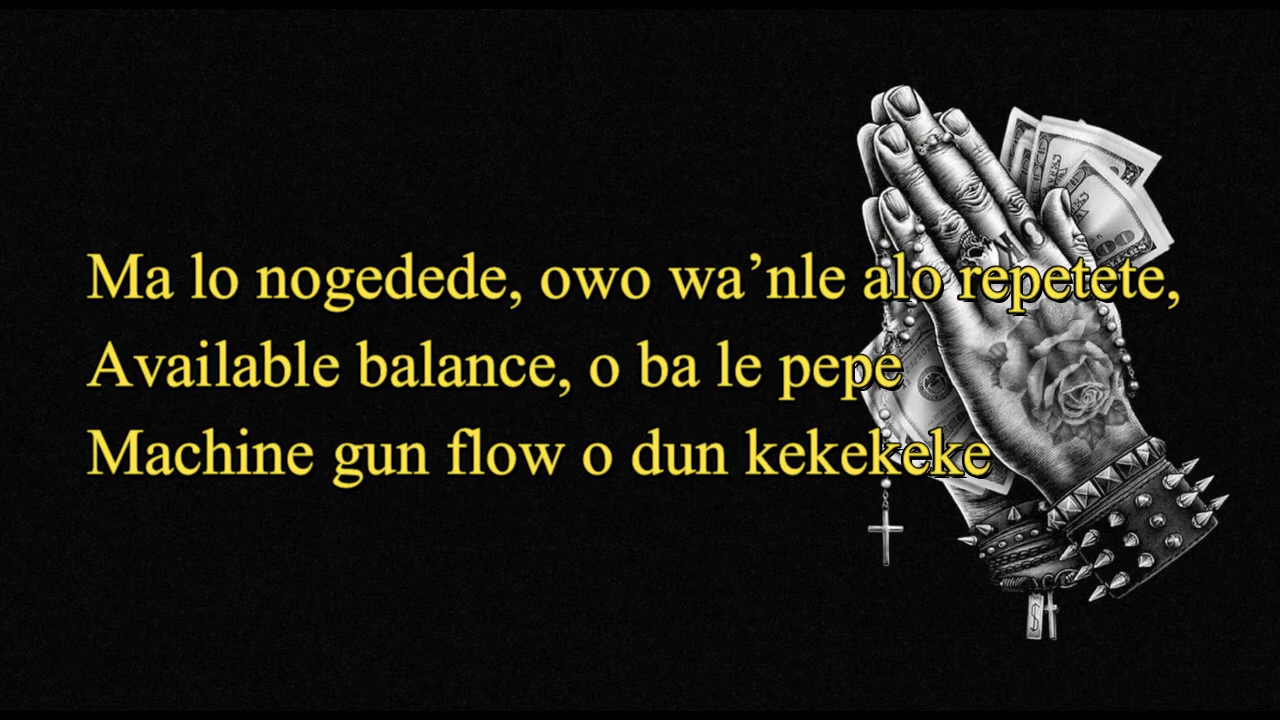 Ma lo nogedede, owo wa’nle alo repetete,
Available balance, o ba le pepe
Machine gun flow o dun kekekeke